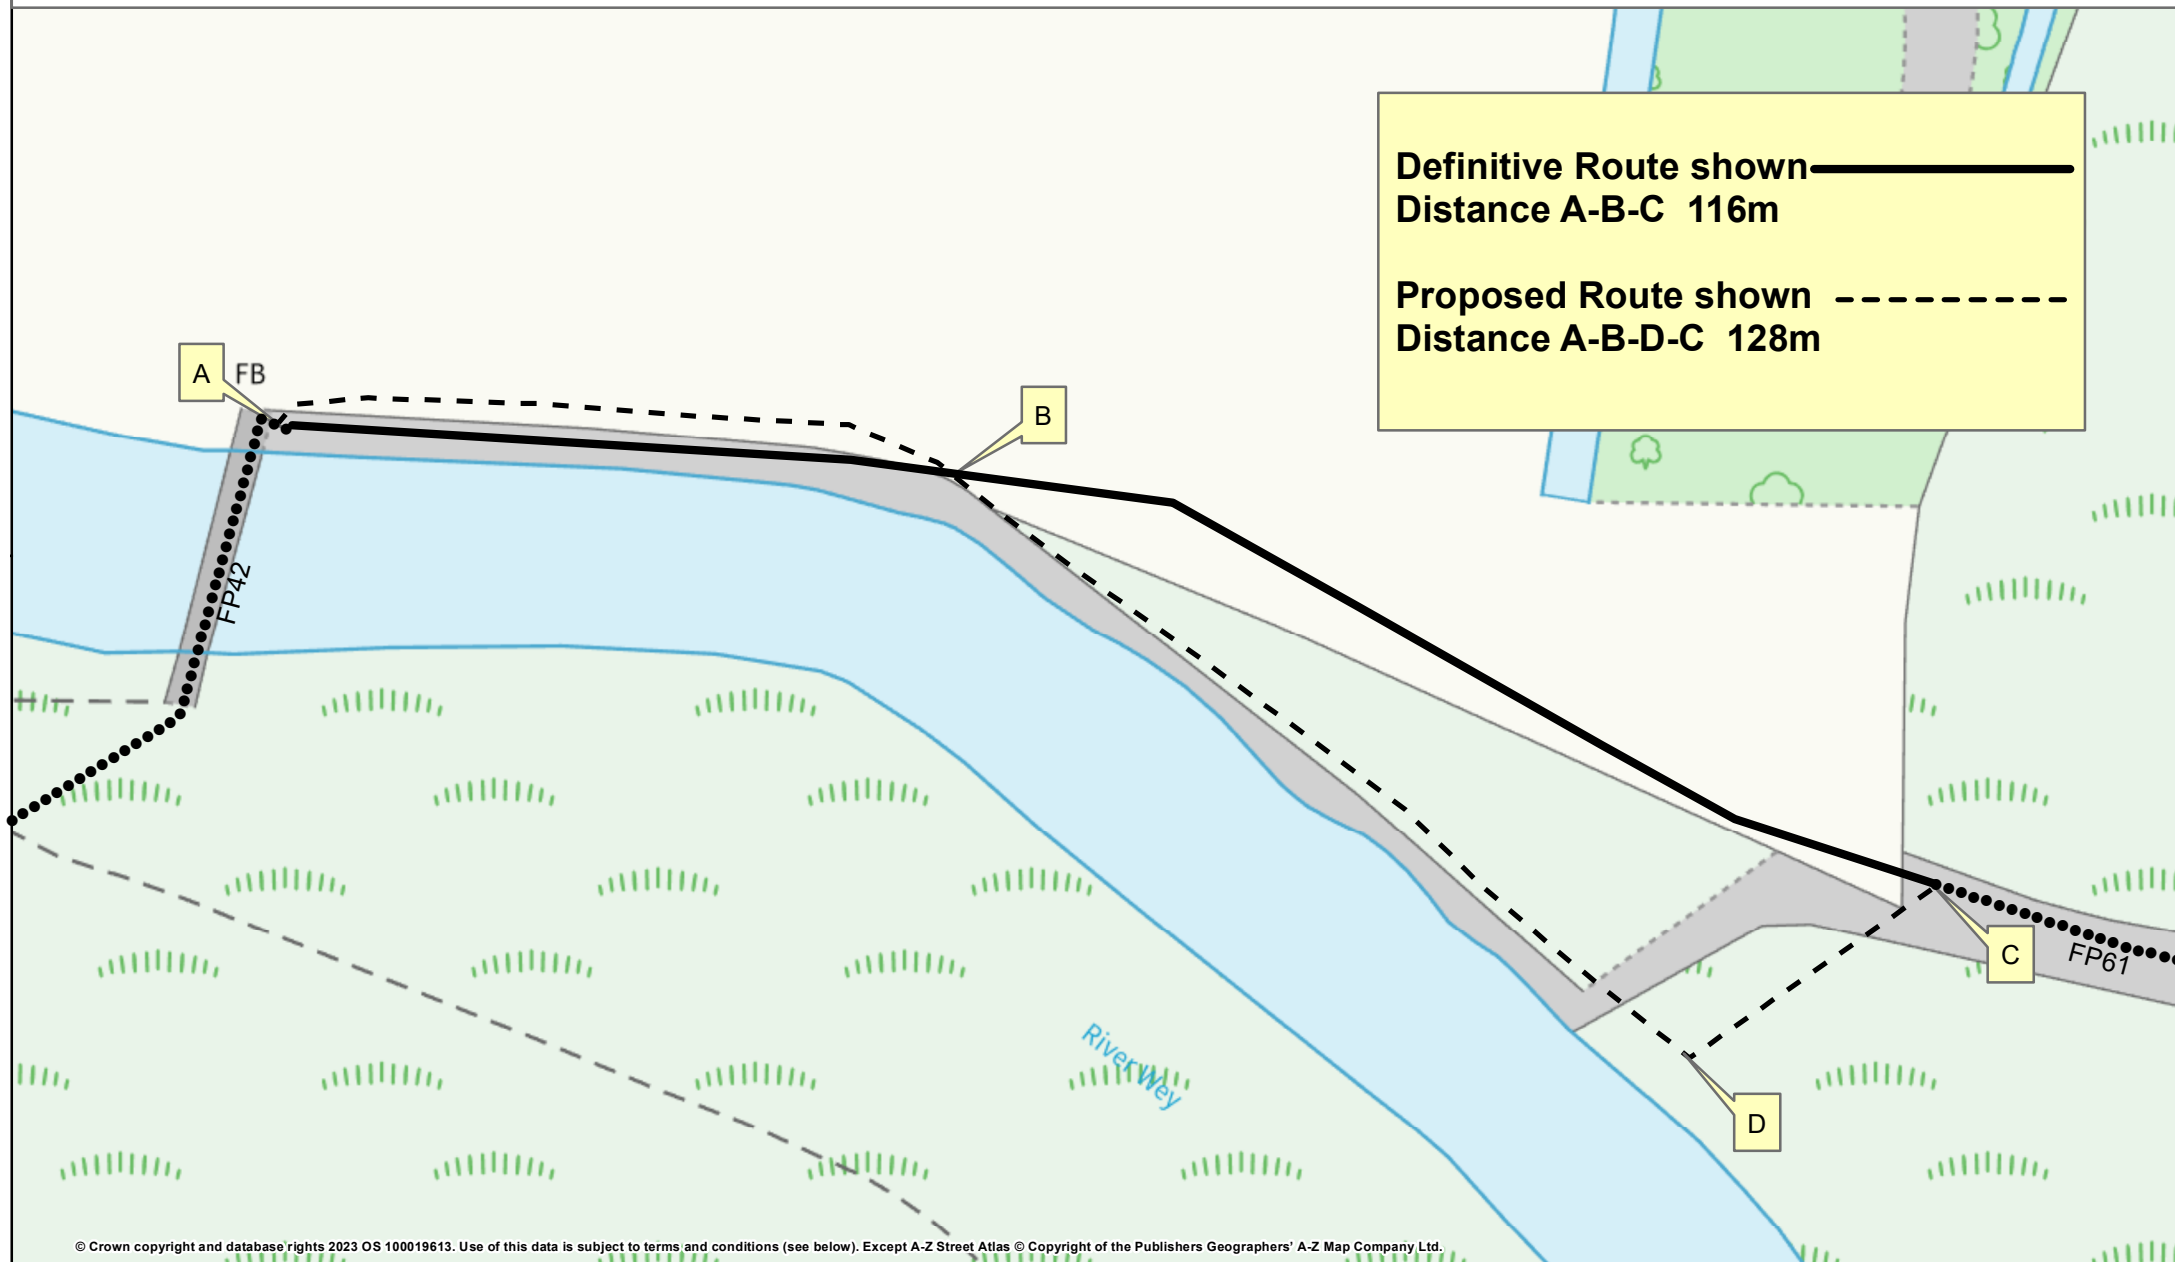 Definitive Route shown
Distance A-B-C 116m
Proposed Route shown
Distance A-B-D-C 128m
A
FB
B
FP42
C
FP61
River Wey
D
© Crown copyright and database rights 2023 OS 100019613. Use of this data is subject to terms and conditions (see below). Except A-Z Street Atlas © Copyright of the Publishers Geographers' A-Z Map Company Ltd.